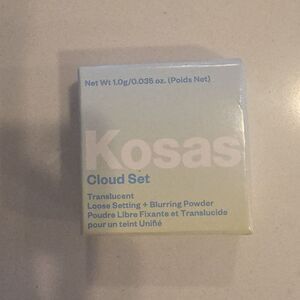 Net Wt 1.0g/0.035 oz. (Poids Net)
Kosas
Cloud Set
Translucent
Loose Setting + Blurring Powder
Poudre Libre Fixante et Translucide
pour un teint Unifié